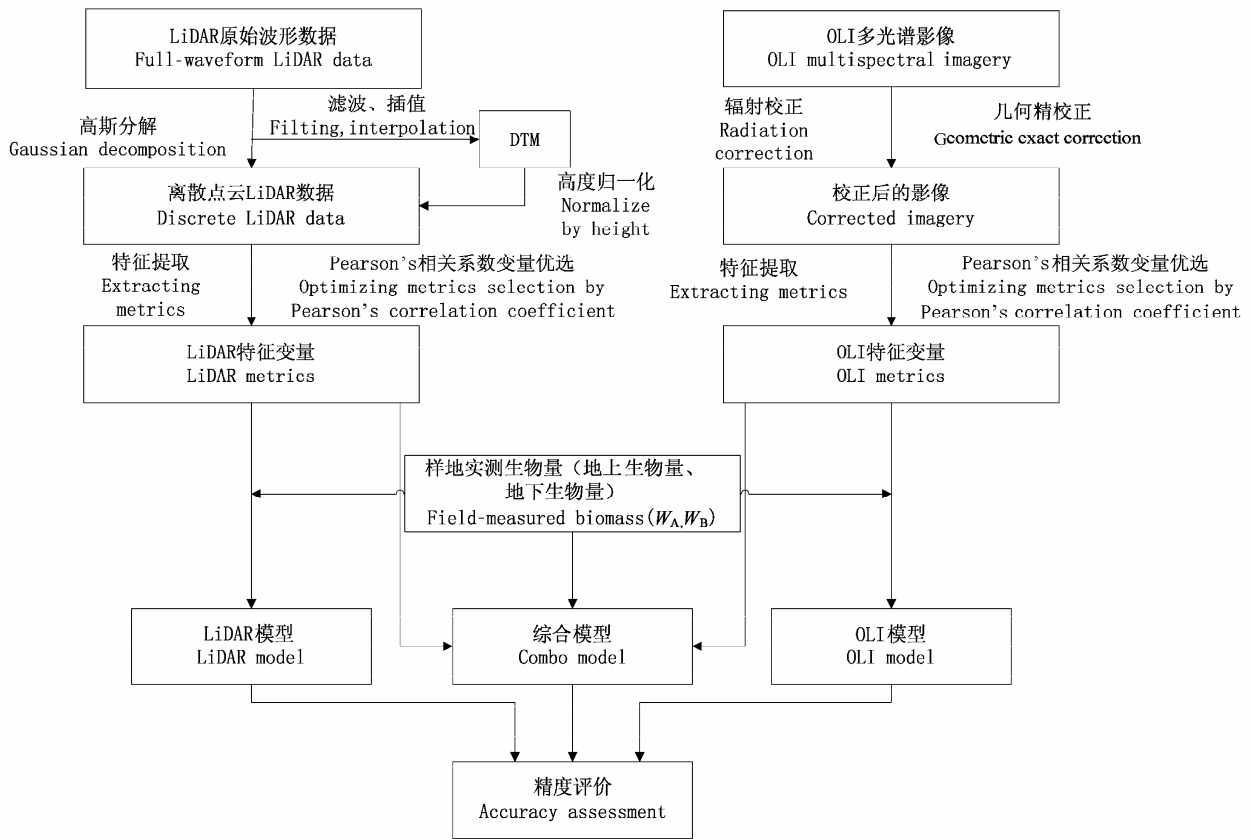 LiDAR原始波形数据
Full-waveform LiDAR data
OLI多光谱影像
OLI multispectral imagery
高斯分解
Gaussian decomposition
滤波、插值
Filting,interpolation
DTM
辐射校正
Radiation
correction
几何精校正
Geometric exact correction
离散点云LiDAR数据
Discrete LiDAR data
高度归一化
Normalize
by height
校正后的影像
Corrected imagery
特征提取
Extracting
metrics
Pearson's相关系数变量优选
Optimizing metrics selection by
Pearson's correlation coefficient
特征提取
Extracting metrics
Pearson's相关系数变量优选
Optimizing metrics selection by
Pearson's correlation coefficient
LiDAR特征变量
LiDAR metrics
OLI特征变量
OLI metrics
样地实测生物量（地上生物量、
地下生物量）
Field-measured biomass(WA,WB)
LiDAR模型
LiDAR model
综合模型
Combo model
OLI模型
OLI model
精度评价
Accuracy assessment